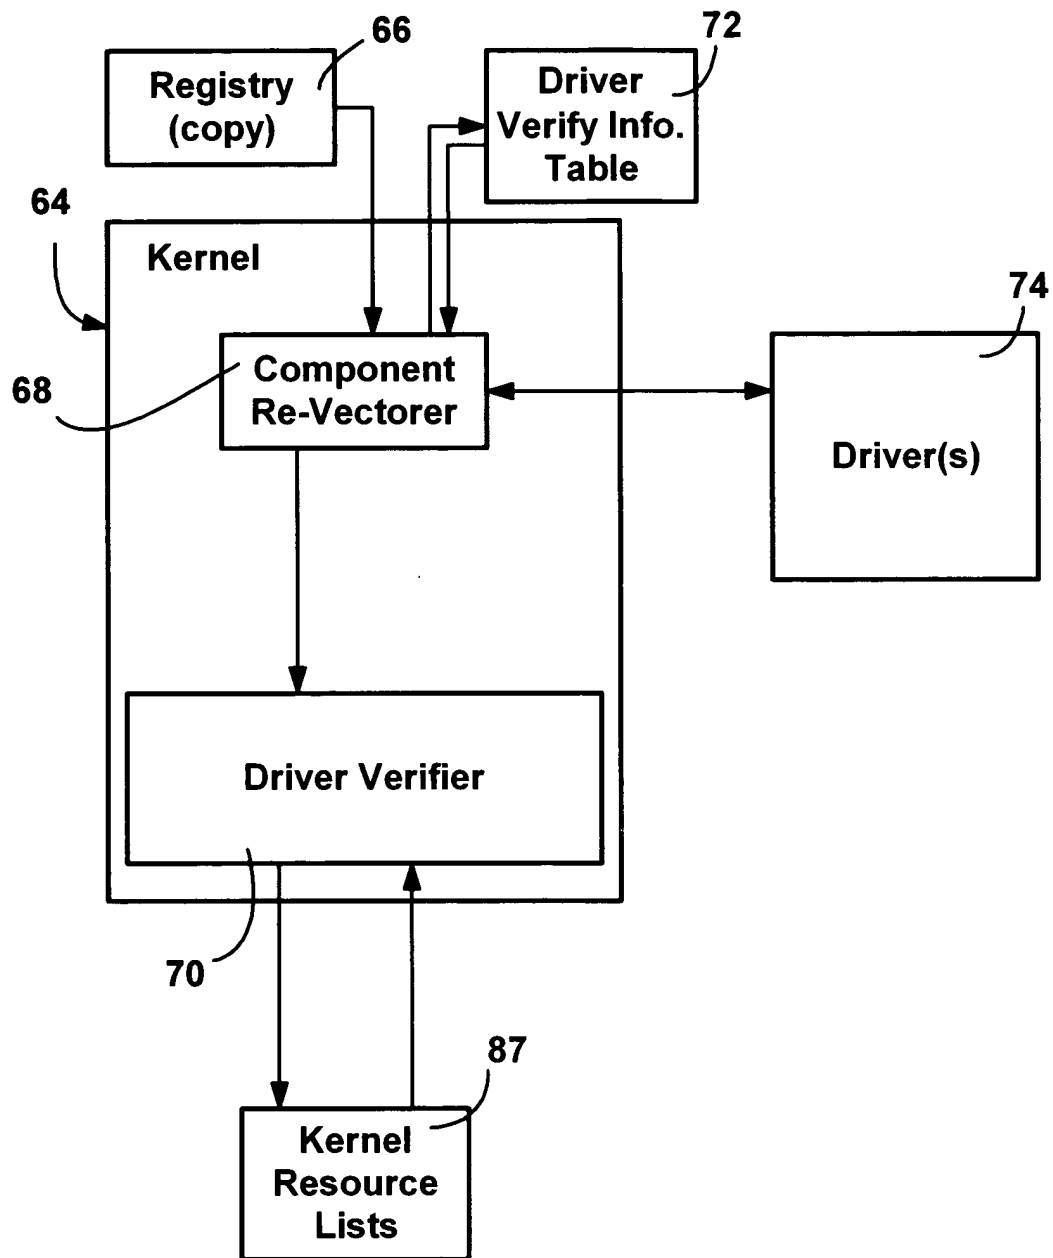 66
72
Registry
(copy)
Driver
Verify Info.
Table
64
Kernel
74
68
Component
Re-Vectorer
Driver(s)
Driver Verifier
70
87
Kernel
Resource
Lists